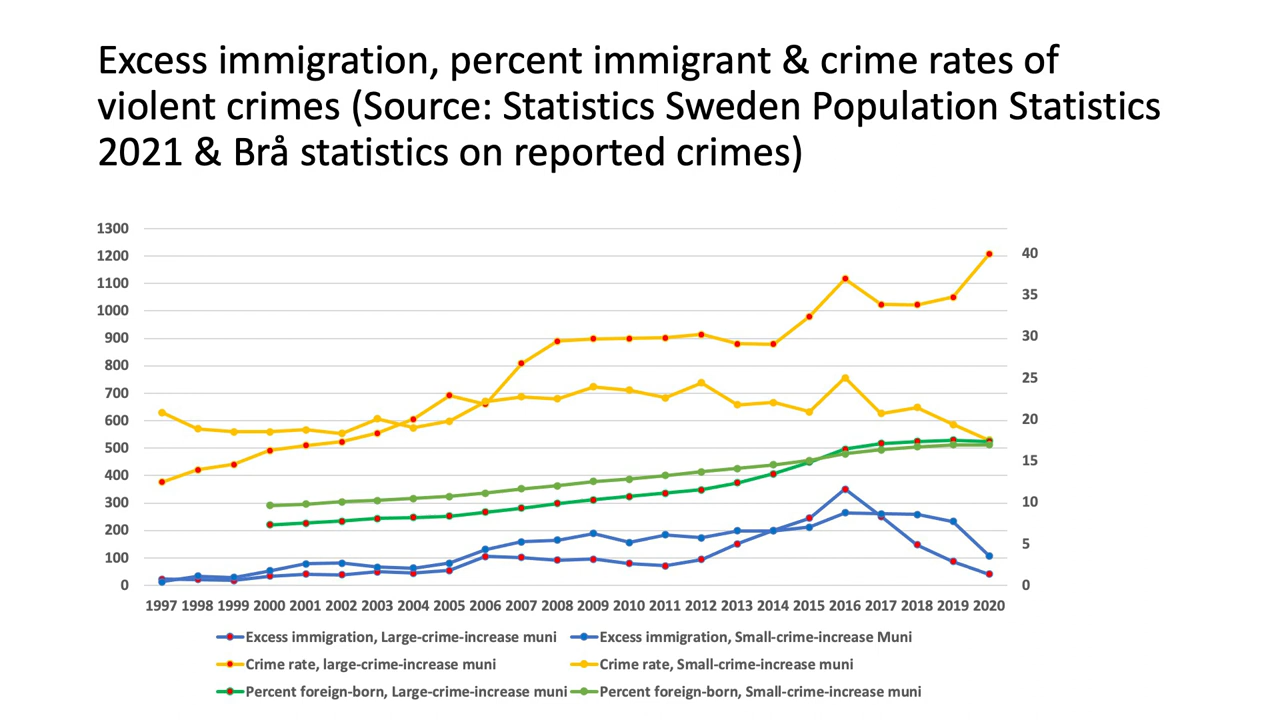 Excess immigration, percent immigrant & crime rates of
violent crimes (Source: Statistics Sweden Population Statistics
2021 & Brå statistics on reported crimes)
1300
1200
1100
1000
900
800
700
600
500
400
300
200
100
0
40
35
30
25
20
15
10
5
0
1997 1998 1999 2000 2001 2002 2003 2004 2005 2006 2007 2008 2009 2010 2011 2012 2013 2014 2015 2016 2017 2018 2019 2020
Excess immigration, Large-crime-increase muni
Excess immigration, Small-crime-increase Muni
Crime rate, large-crime-increase muni
Crime rate, Small-crime-increase muni
Percent foreign-born, Large-crime-increase muni
Percent foreign-born, Small-crime-increase muni